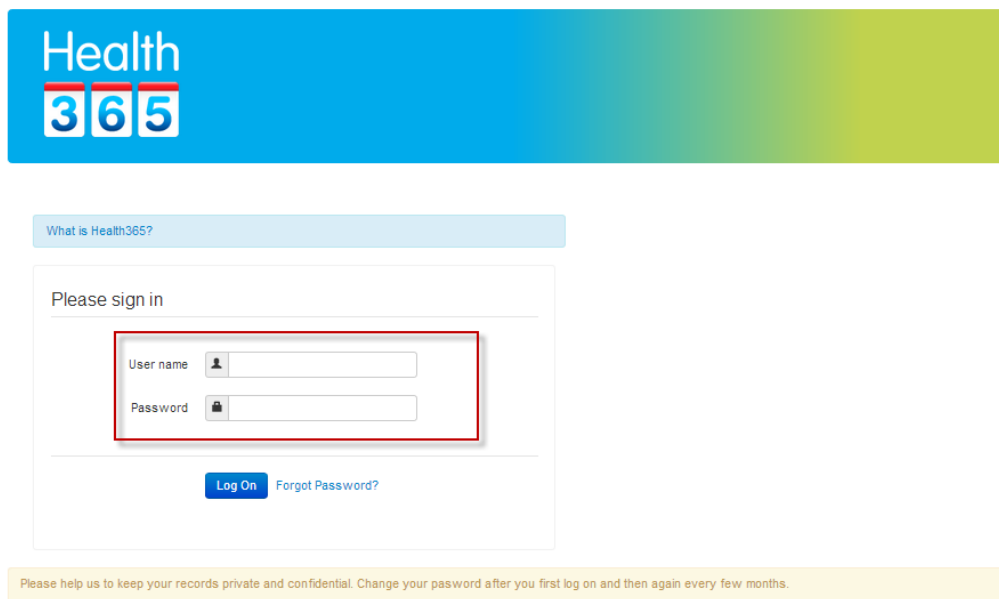 Health
365
What is Health365?
Please sign in
User name
Password
Log On Forgot Password?
Please help us to keep your records private and confidential. Change your password after you first log on and then again every few months.